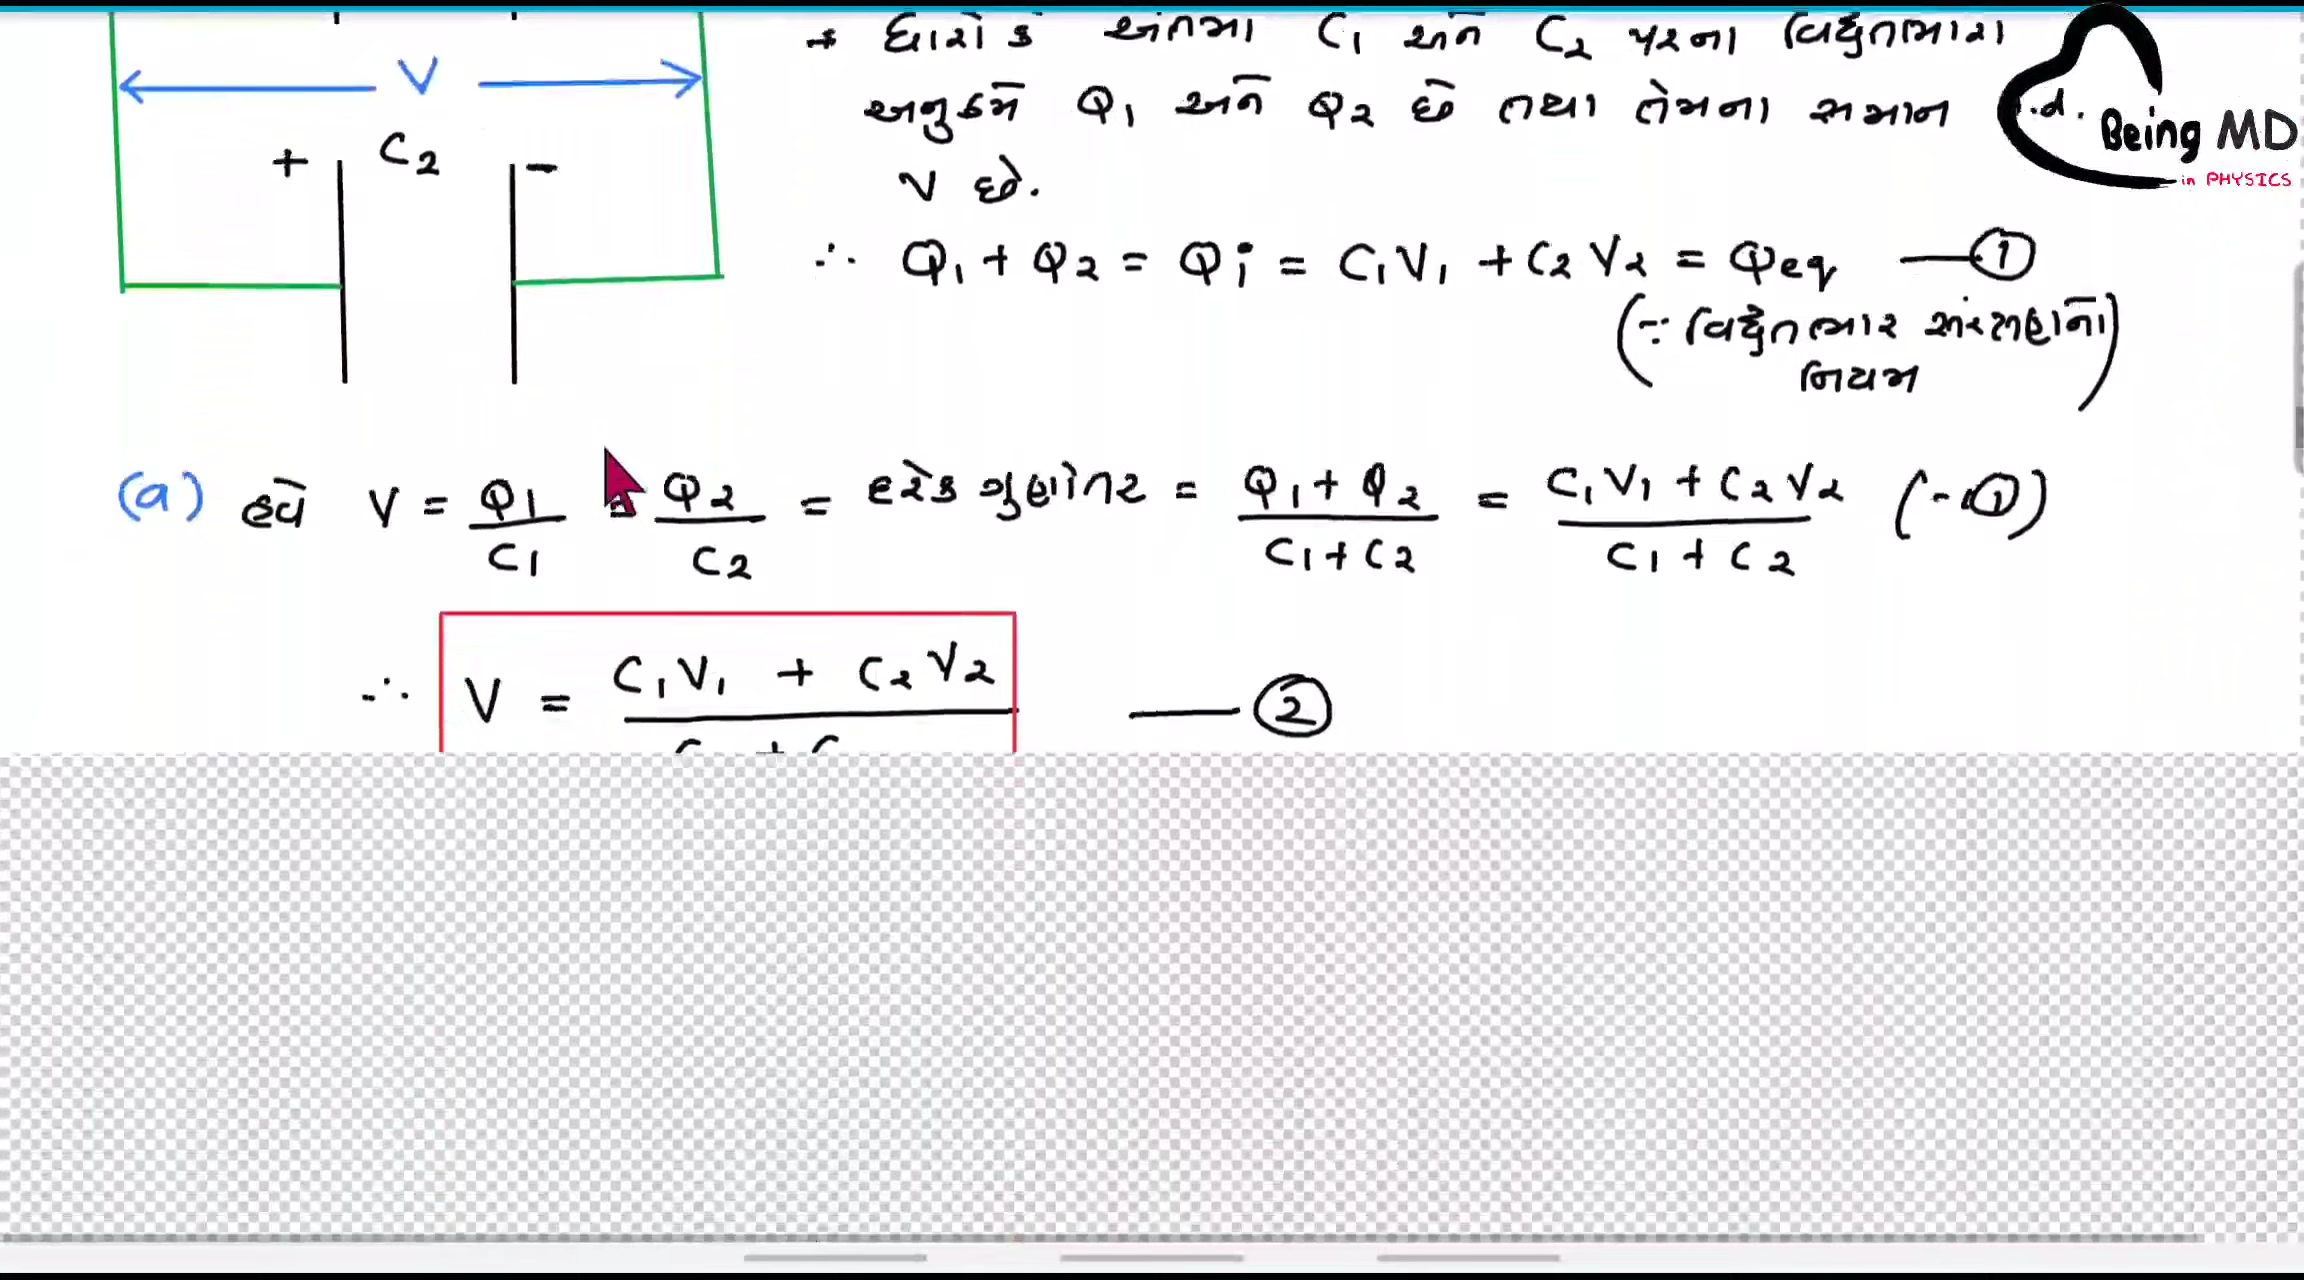 → ધારો કે અંતમાં C₁ અને C₂ પરના વિદ્યુતભારો
V
અનુક્રમે Q₁ અને Q₂ છે તથા તેમના સમાન p.d.
Being MD
in PHYSICS
+ C₂ −
V છે.
∴ Q₁ + Q₂ = Qi = C₁V₁ + C₂V₂ = Qeq —①
(∵ વિદ્યુતભાર સંરક્ષણનો
નિયમ)
(a) હવે V = Q₁/C₁ = Q₂/C₂ = દરેક ગુણોત્તર = (Q₁ + Q₂)/(C₁ + C₂) = (C₁V₁ + C₂V₂)/(C₁ + C₂) (∵ ①)
∴ V = C₁V₁ + C₂V₂ —②